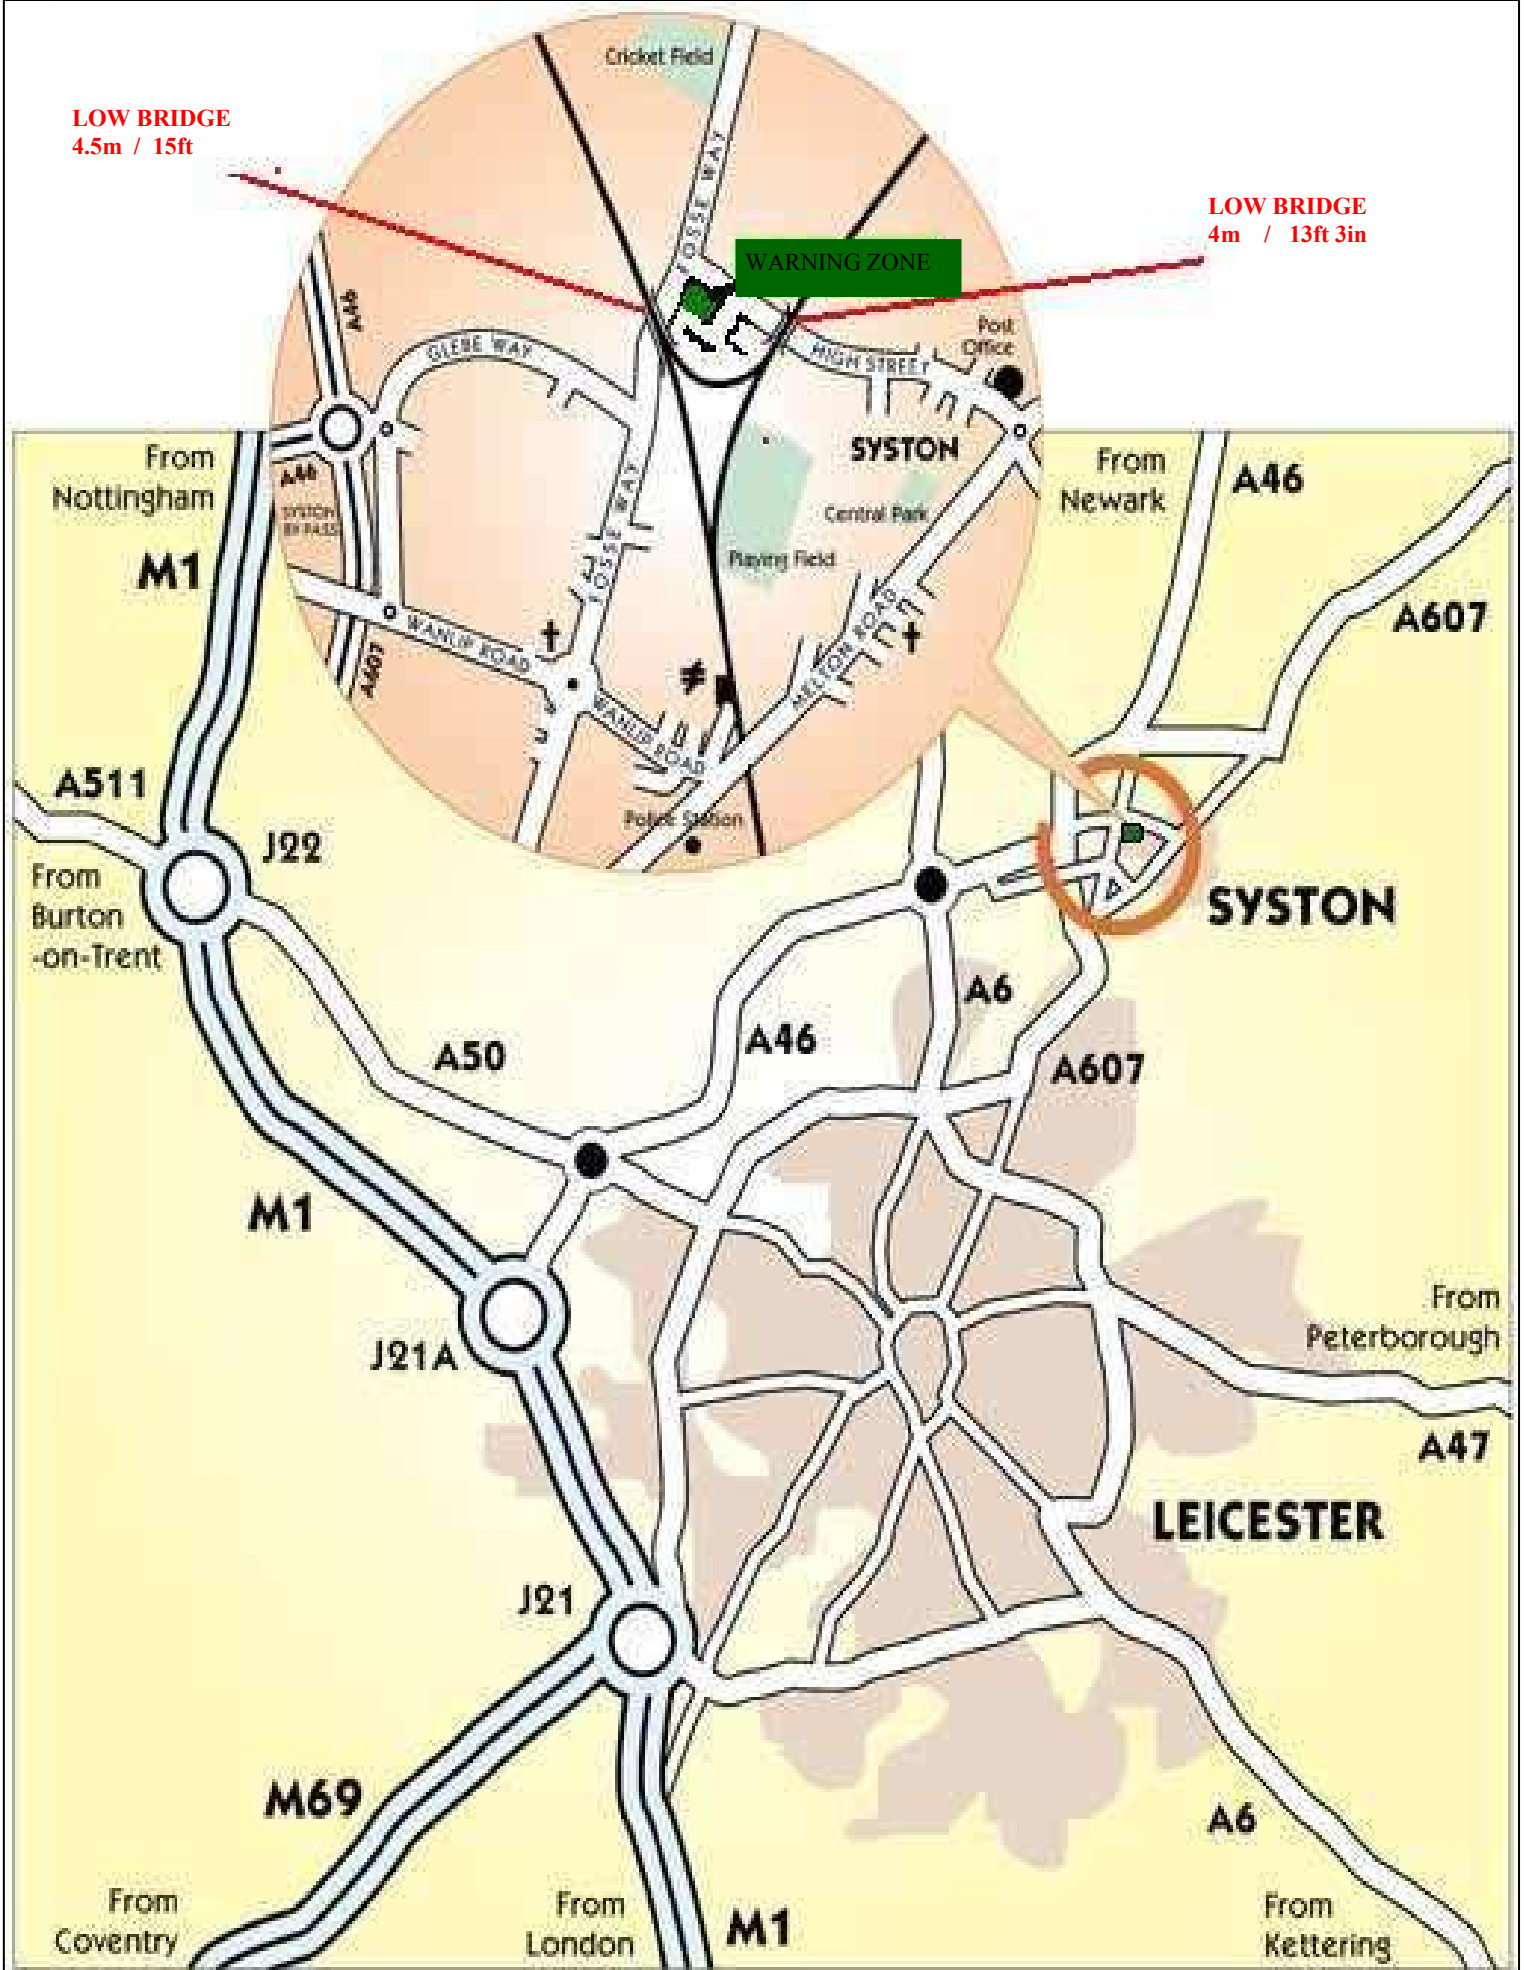 Cricket Field
LOW BRIDGE
4.5m / 15ft
FOSSE WAY
LOW BRIDGE
4m / 13ft 3in
WARNING ZONE
A46
GLEBE WAY
HIGH STREET
Post
Office
SYSTON
From
Nottingham
A46
SYSTON
BY-PASS
FOSSE WAY
Central Park
Playing Field
From
Newark
A46
M1
A607
WANLIP ROAD
A607
MELTON ROAD
WANLIP ROAD
Police Station
A511
J22
From
Burton
-on-Trent
SYSTON
A6
A46
A50
A607
M1
J21A
From
Peterborough
A47
LEICESTER
J21
M69
A6
From
Coventry
From
London
M1
From
Kettering